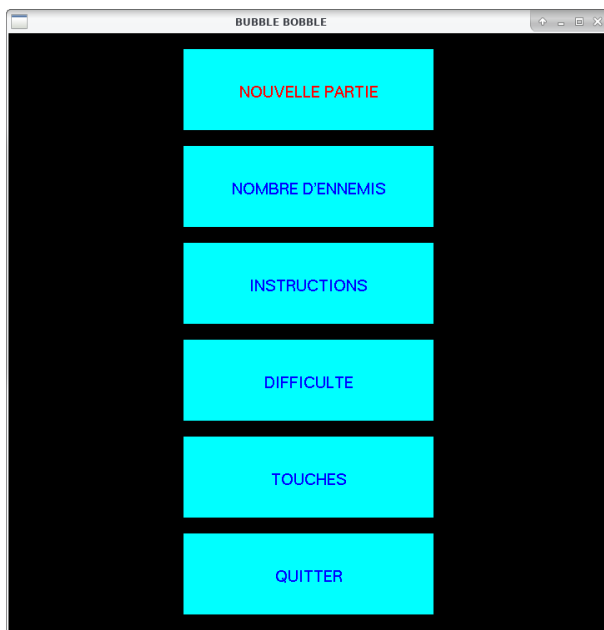 BUBBLE BOBBLE
NOUVELLE PARTIE
NOMBRE D'ENNEMIS
INSTRUCTIONS
DIFFICULTE
TOUCHES
QUITTER